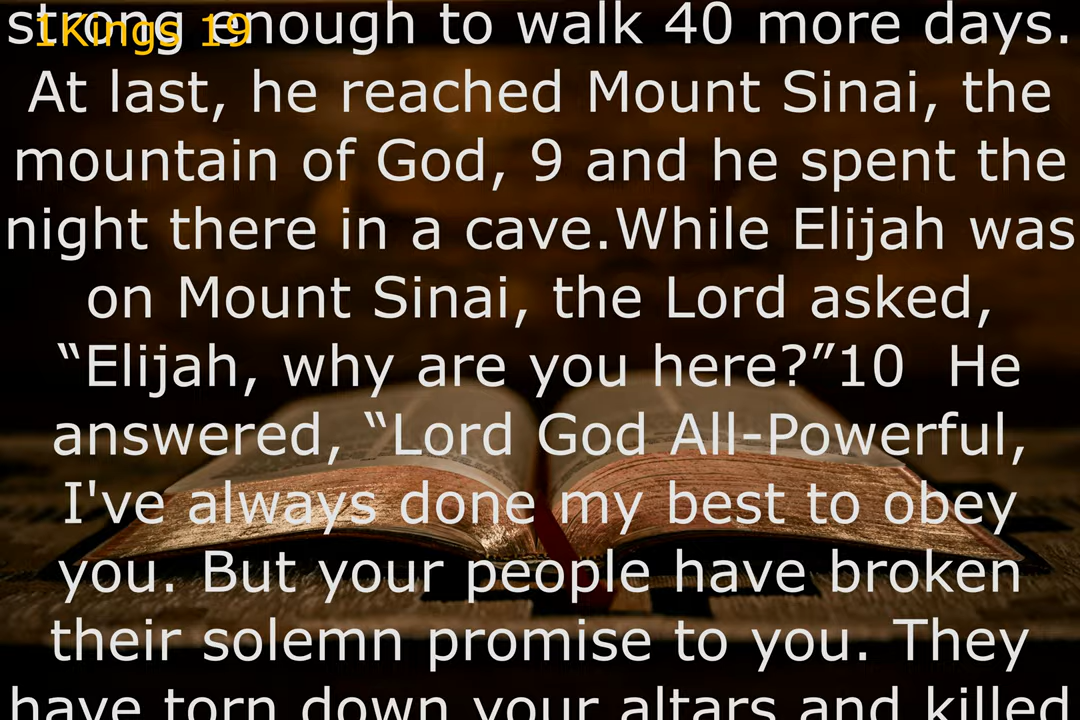 1Kings 19
strong enough to walk 40 more days.
At last, he reached Mount Sinai, the
mountain of God, 9 and he spent the
night there in a cave.While Elijah was
on Mount Sinai, the Lord asked,
“Elijah, why are you here?”10  He
answered, “Lord God All-Powerful,
I've always done my best to obey
you. But your people have broken
their solemn promise to you. They
have torn down your altars and killed